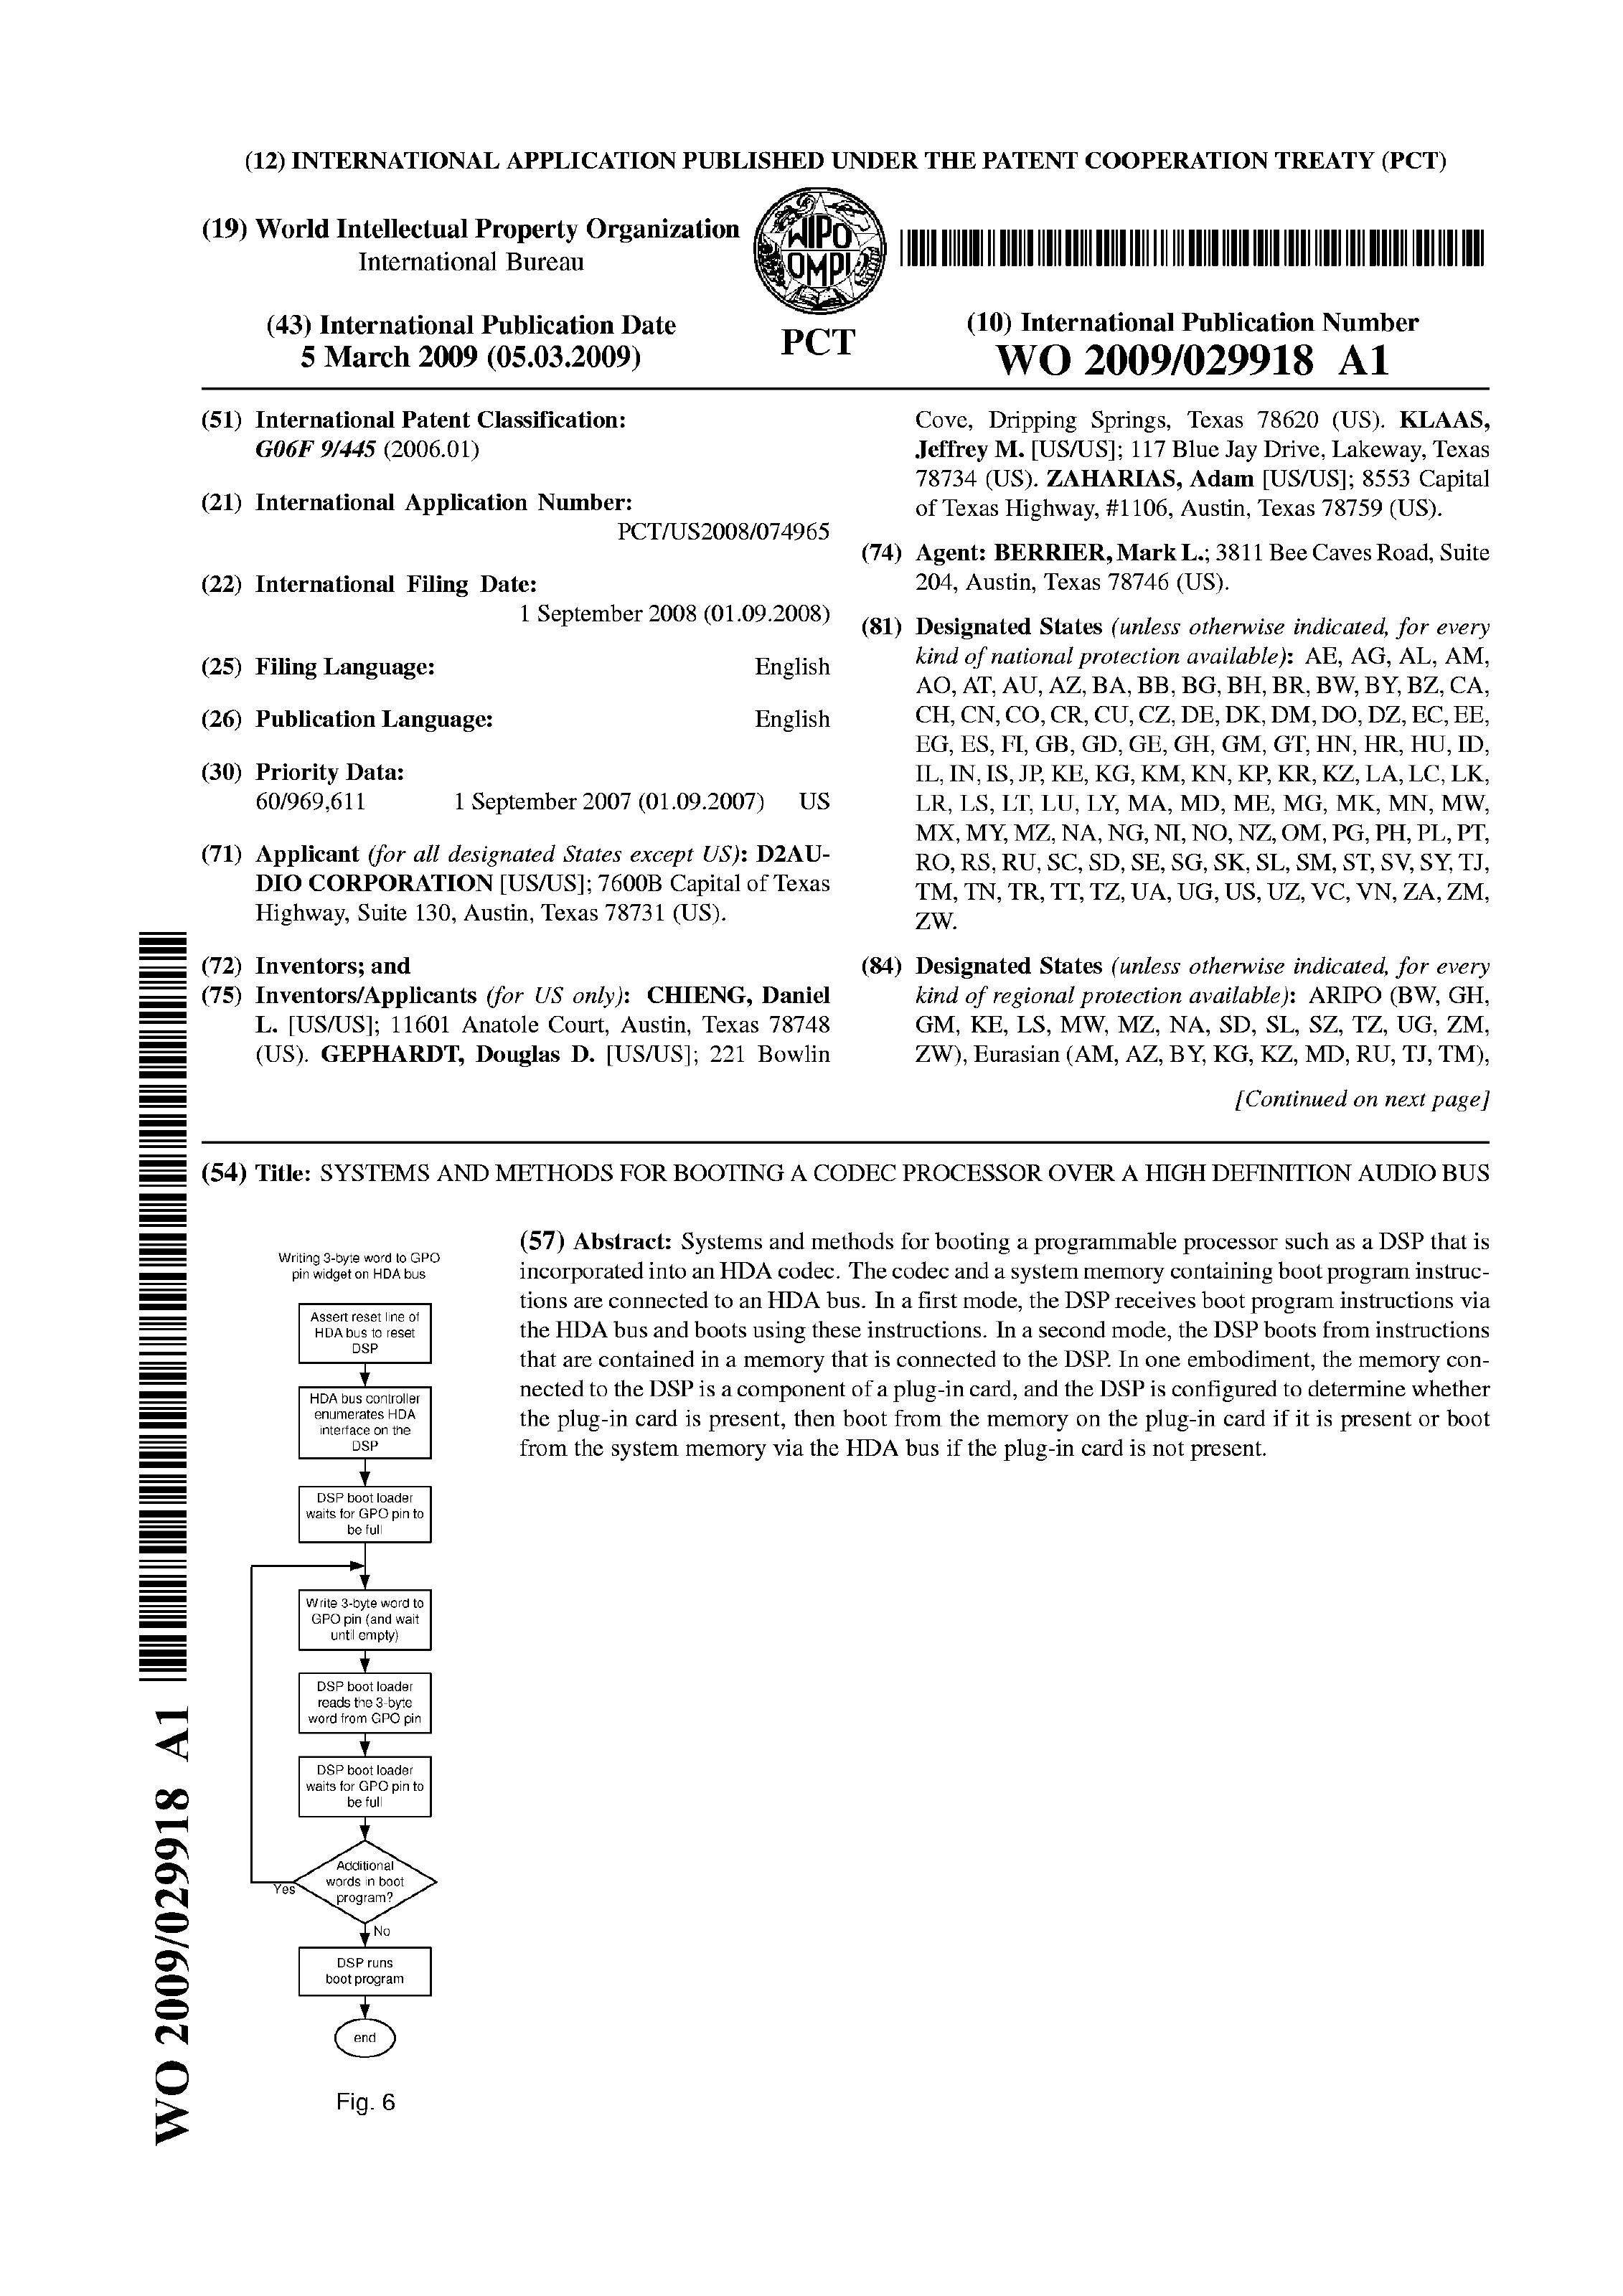 (12) INTERNATIONAL APPLICATION PUBLISHED UNDER THE PATENT COOPERATION TREATY (PCT)
(19) World Intellectual Property Organization
International Bureau
WIPO
OMPI
PCT
(43) International Publication Date
5 March 2009 (05.03.2009)
(10) International Publication Number
WO 2009/029918 A1
(51) International Patent Classification:
G06F 9/445 (2006.01)
(21) International Application Number:
PCT/US2008/074965
(22) International Filing Date:
1 September 2008 (01.09.2008)
(25) Filing Language: English
(26) Publication Language: English
(30) Priority Data:
60/969,611 1 September 2007 (01.09.2007) US
(71) Applicant (for all designated States except US): D2AU-
DIO CORPORATION [US/US]; 7600B Capital of Texas
Highway, Suite 130, Austin, Texas 78731 (US).
(72) Inventors; and
(75) Inventors/Applicants (for US only): CHIENG, Daniel
L. [US/US]; 11601 Anatole Court, Austin, Texas 78748
(US). GEPHARDT, Douglas D. [US/US]; 221 Bowlin
Cove, Dripping Springs, Texas 78620 (US). KLAAS,
Jeffrey M. [US/US]; 117 Blue Jay Drive, Lakeway, Texas
78734 (US). ZAHARIAS, Adam [US/US]; 8553 Capital
of Texas Highway, #1106, Austin, Texas 78759 (US).
(74) Agent: BERRIER, Mark L.; 3811 Bee Caves Road, Suite
204, Austin, Texas 78746 (US).
(81) Designated States (unless otherwise indicated, for every
kind of national protection available): AE, AG, AL, AM,
AO, AT, AU, AZ, BA, BB, BG, BH, BR, BW, BY, BZ, CA,
CH, CN, CO, CR, CU, CZ, DE, DK, DM, DO, DZ, EC, EE,
EG, ES, FI, GB, GD, GE, GH, GM, GT, HN, HR, HU, ID,
IL, IN, IS, JP, KE, KG, KM, KN, KP, KR, KZ, LA, LC, LK,
LR, LS, LT, LU, LY, MA, MD, ME, MG, MK, MN, MW,
MX, MY, MZ, NA, NG, NI, NO, NZ, OM, PG, PH, PL, PT,
RO, RS, RU, SC, SD, SE, SG, SK, SL, SM, ST, SV, SY, TJ,
TM, TN, TR, TT, TZ, UA, UG, US, UZ, VC, VN, ZA, ZM,
ZW.
(84) Designated States (unless otherwise indicated, for every
kind of regional protection available): ARIPO (BW, GH,
GM, KE, LS, MW, MZ, NA, SD, SL, SZ, TZ, UG, ZM,
ZW), Eurasian (AM, AZ, BY, KG, KZ, MD, RU, TJ, TM),
[Continued on next page]
(54) Title: SYSTEMS AND METHODS FOR BOOTING A CODEC PROCESSOR OVER A HIGH DEFINITION AUDIO BUS
Writing 3-byte word to GPO
pin widget on HDA bus
Assert reset line of
HDA bus to reset
DSP
HDA bus controller
enumerates HDA
interface on the
DSP
DSP boot loader
waits for GPO pin to
be full
Write 3-byte word to
GPO pin (and wait
until empty)
DSP boot loader
reads the 3-byte
word from GPO pin
DSP boot loader
waits for GPO pin to
be full
Additional
words in boot
program?
Yes
No
DSP runs
boot program
end
Fig. 6
(57) Abstract: Systems and methods for booting a programmable processor such as a DSP that is
incorporated into an HDA codec. The codec and a system memory containing boot program instruc-
tions are connected to an HDA bus. In a first mode, the DSP receives boot program instructions via
the HDA bus and boots using these instructions. In a second mode, the DSP boots from instructions
that are contained in a memory that is connected to the DSP. In one embodiment, the memory con-
nected to the DSP is a component of a plug-in card, and the DSP is configured to determine whether
the plug-in card is present, then boot from the memory on the plug-in card if it is present or boot
from the system memory via the HDA bus if the plug-in card is not present.
WO 2009/029918 A1